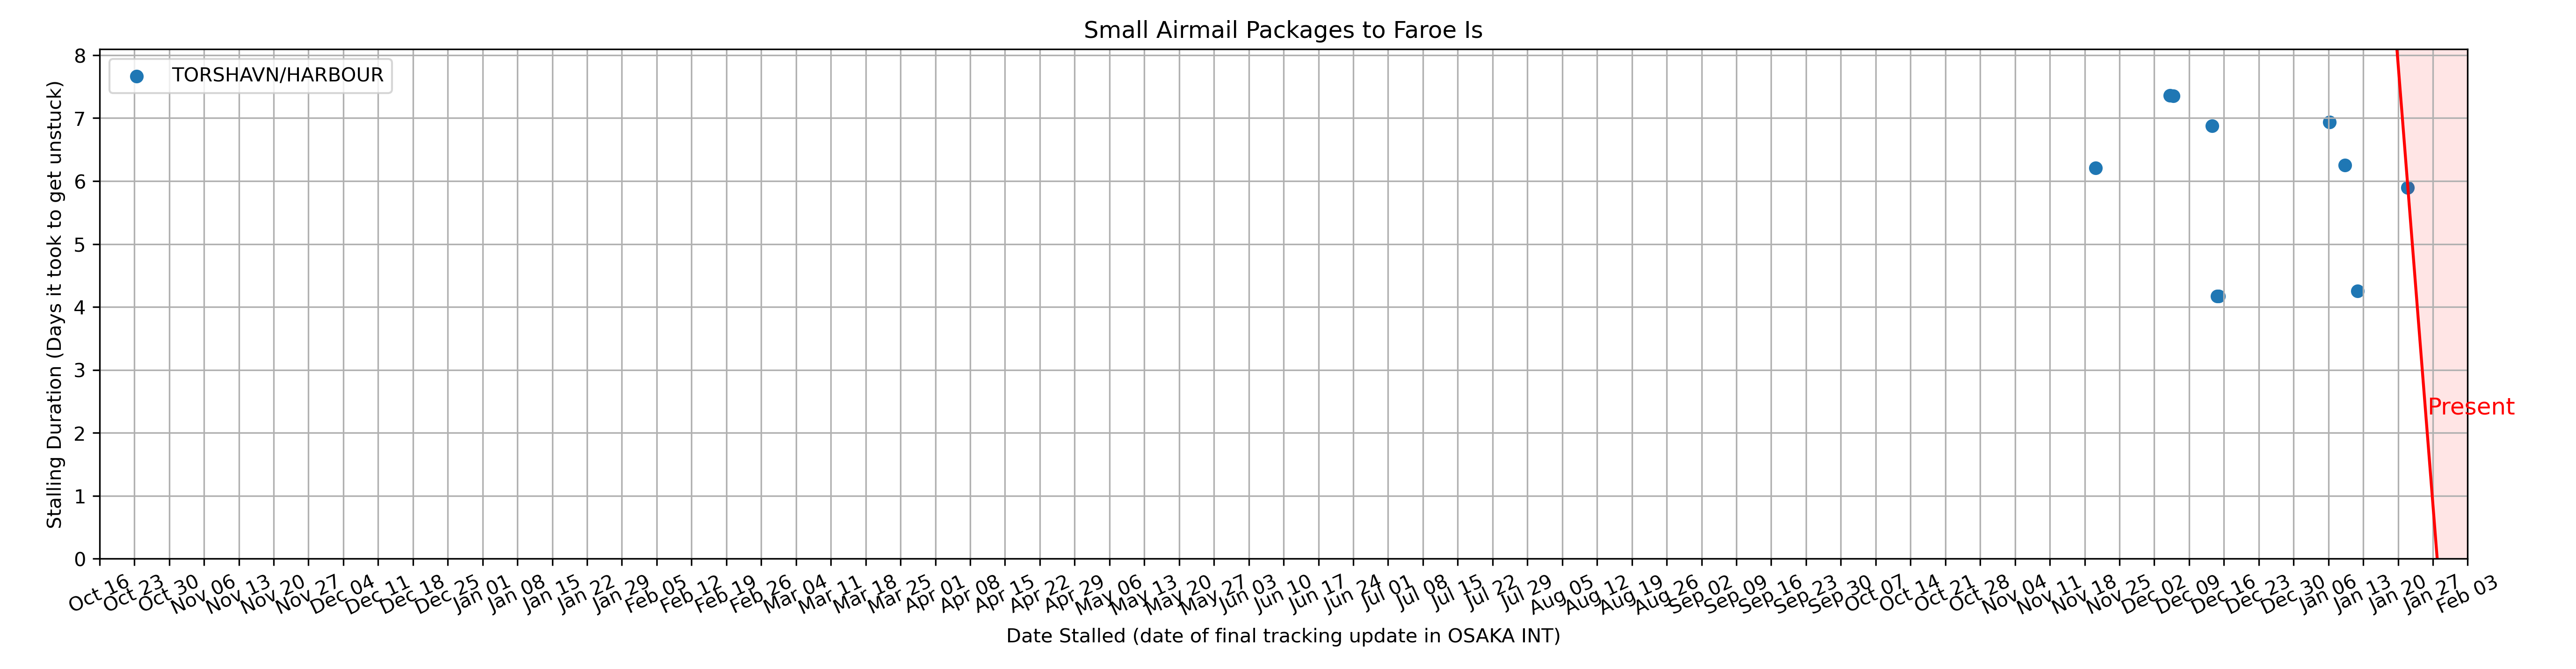 Small Airmail Packages to Faroe Is
TORSHAVN/HARBOUR
Stalling Duration (Days it took to get unstuck)
8
7
6
5
4
3
2
1
0
Present
Oct 16 Oct 23 Oct 30 Nov 06 Nov 13 Nov 20 Nov 27 Dec 04 Dec 11 Dec 18 Dec 25 Jan 01 Jan 08 Jan 15 Jan 22 Jan 29 Feb 05 Feb 12 Feb 19 Feb 26 Mar 04 Mar 11 Mar 18 Mar 25 Apr 01 Apr 08 Apr 15 Apr 22 Apr 29 May 06 May 13 May 20 May 27 Jun 03 Jun 10 Jun 17 Jun 24 Jul 01 Jul 08 Jul 15 Jul 22 Jul 29 Aug 05 Aug 12 Aug 19 Aug 26 Sep 02 Sep 09 Sep 16 Sep 23 Sep 30 Oct 07 Oct 14 Oct 21 Oct 28 Nov 04 Nov 11 Nov 18 Nov 25 Dec 02 Dec 09 Dec 16 Dec 23 Dec 30 Jan 06 Jan 13 Jan 20 Jan 27 Feb 03
Date Stalled (date of final tracking update in OSAKA INT)